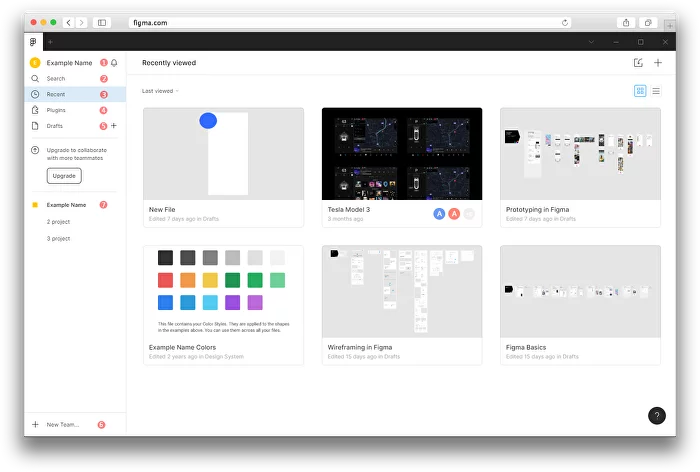 figma.com
Example Name 1
Search 2
Recent 3
Plugins 4
Drafts 5
Upgrade to collaborate
with more teammates
Upgrade
Example Name 7
2 project
3 project
New Team... 6
Recently viewed
Last viewed
New File
Edited 7 days ago in Drafts
Tesla Model 3
3 months ago
A A
Prototyping in Figma
Edited 7 days ago in Drafts
This file contains your Color Styles. They are applied to the shapes
in the examples above. You can use them across all your files.
Example Name Colors
Edited 2 years ago in Design System
Wireframing in Figma
Edited 15 days ago in Drafts
Figma Basics
Edited 15 days ago in Drafts
?